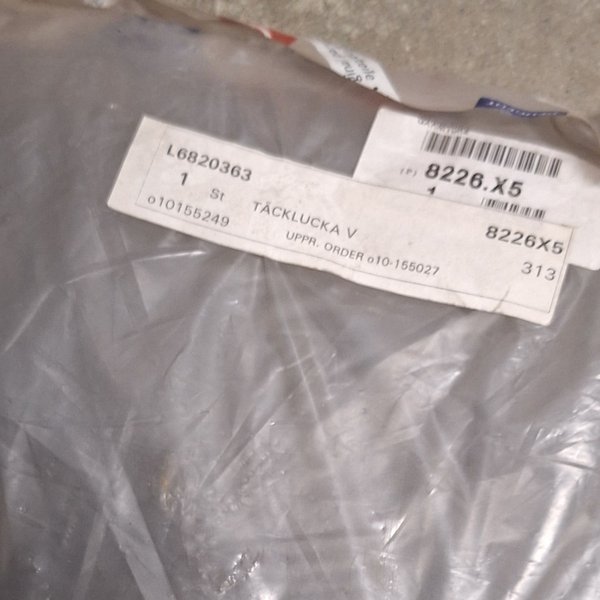 (P) 8226.X5
1
L6820363
1 St
o10155249
TÄCKLUCKA V
8226X5
UPPR. ORDER o10-155027
313